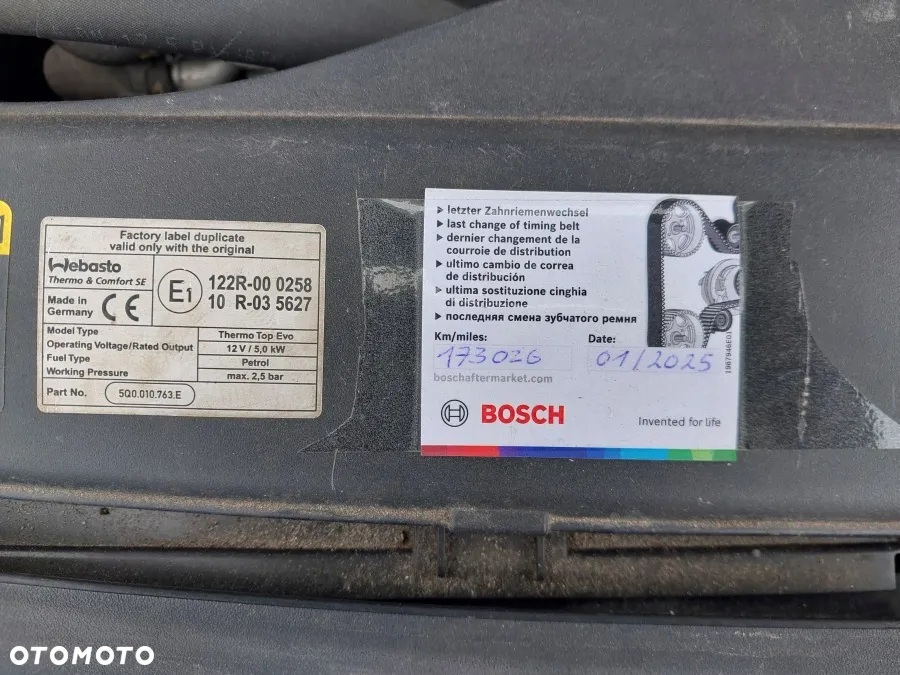 Factory label duplicate
valid only with the original
Webasto
Thermo & Comfort SE
Made in
Germany
CE
E1
122R-00 0258
10 R-03 5627
Model Type Thermo Top Evo
Operating Voltage/Rated Output 12 V / 5,0 kW
Fuel Type Petrol
Working Pressure max. 2,5 bar
Part No. 5Q0.010.763.E
letzter Zahnriemenwechsel
last change of timing belt
dernier changement de la
courroie de distribution
ultimo cambio de correa
de distribución
ultima sostituzione cinghia
di distribuzione
последняя смена зубчатого ремня
Km/miles: Date:
173026 01/2025
boschaftermarket.com
BOSCH
Invented for life
OTOMOTO